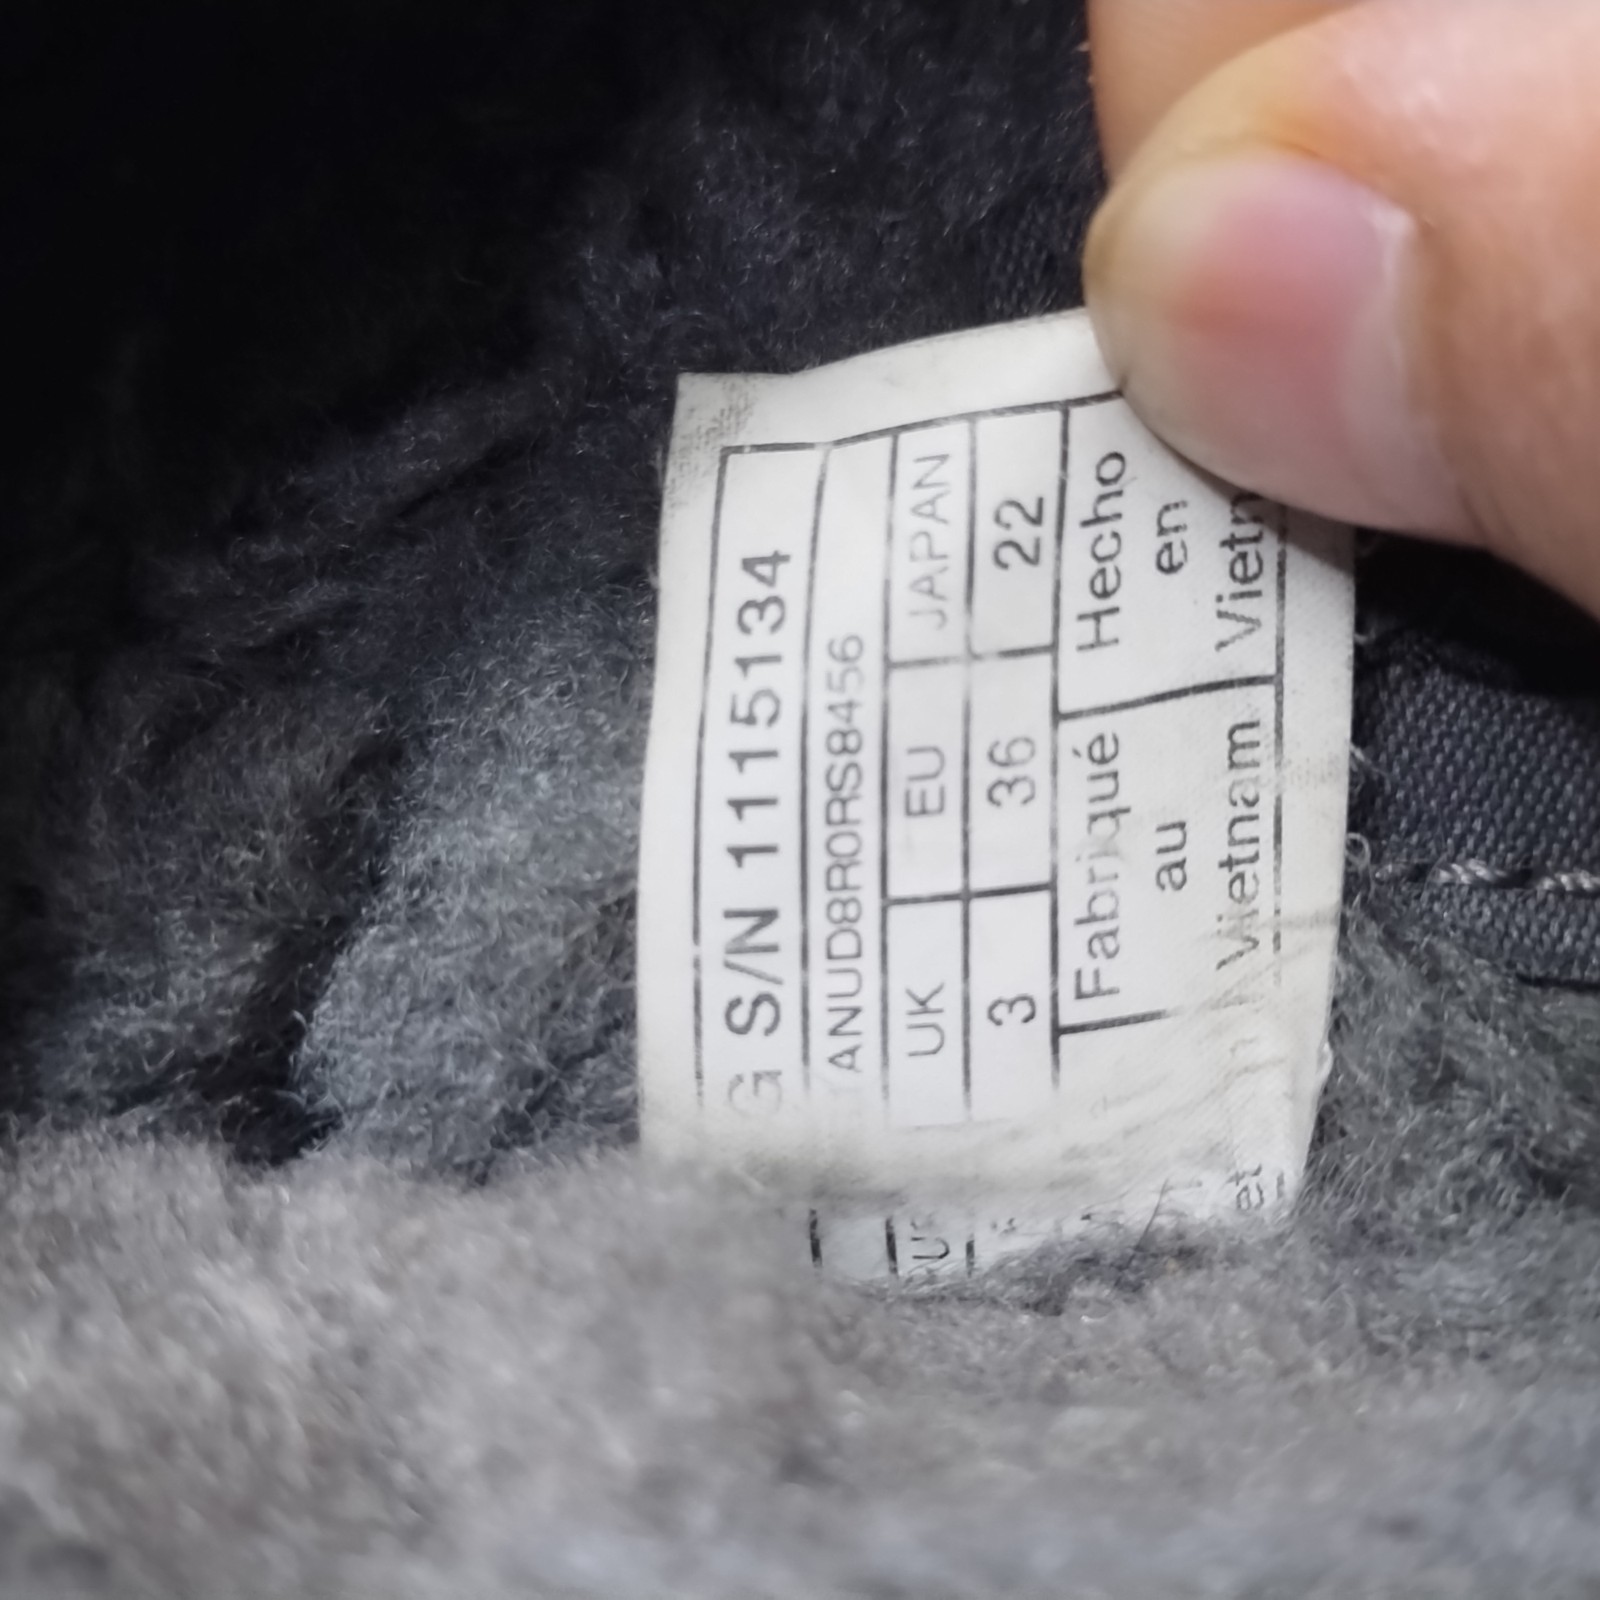 G S/N 1115134
ANUD8R0RS8456
UK EU JAPAN
3 36 22
Fabriqué Hecho
au en
Vietnam